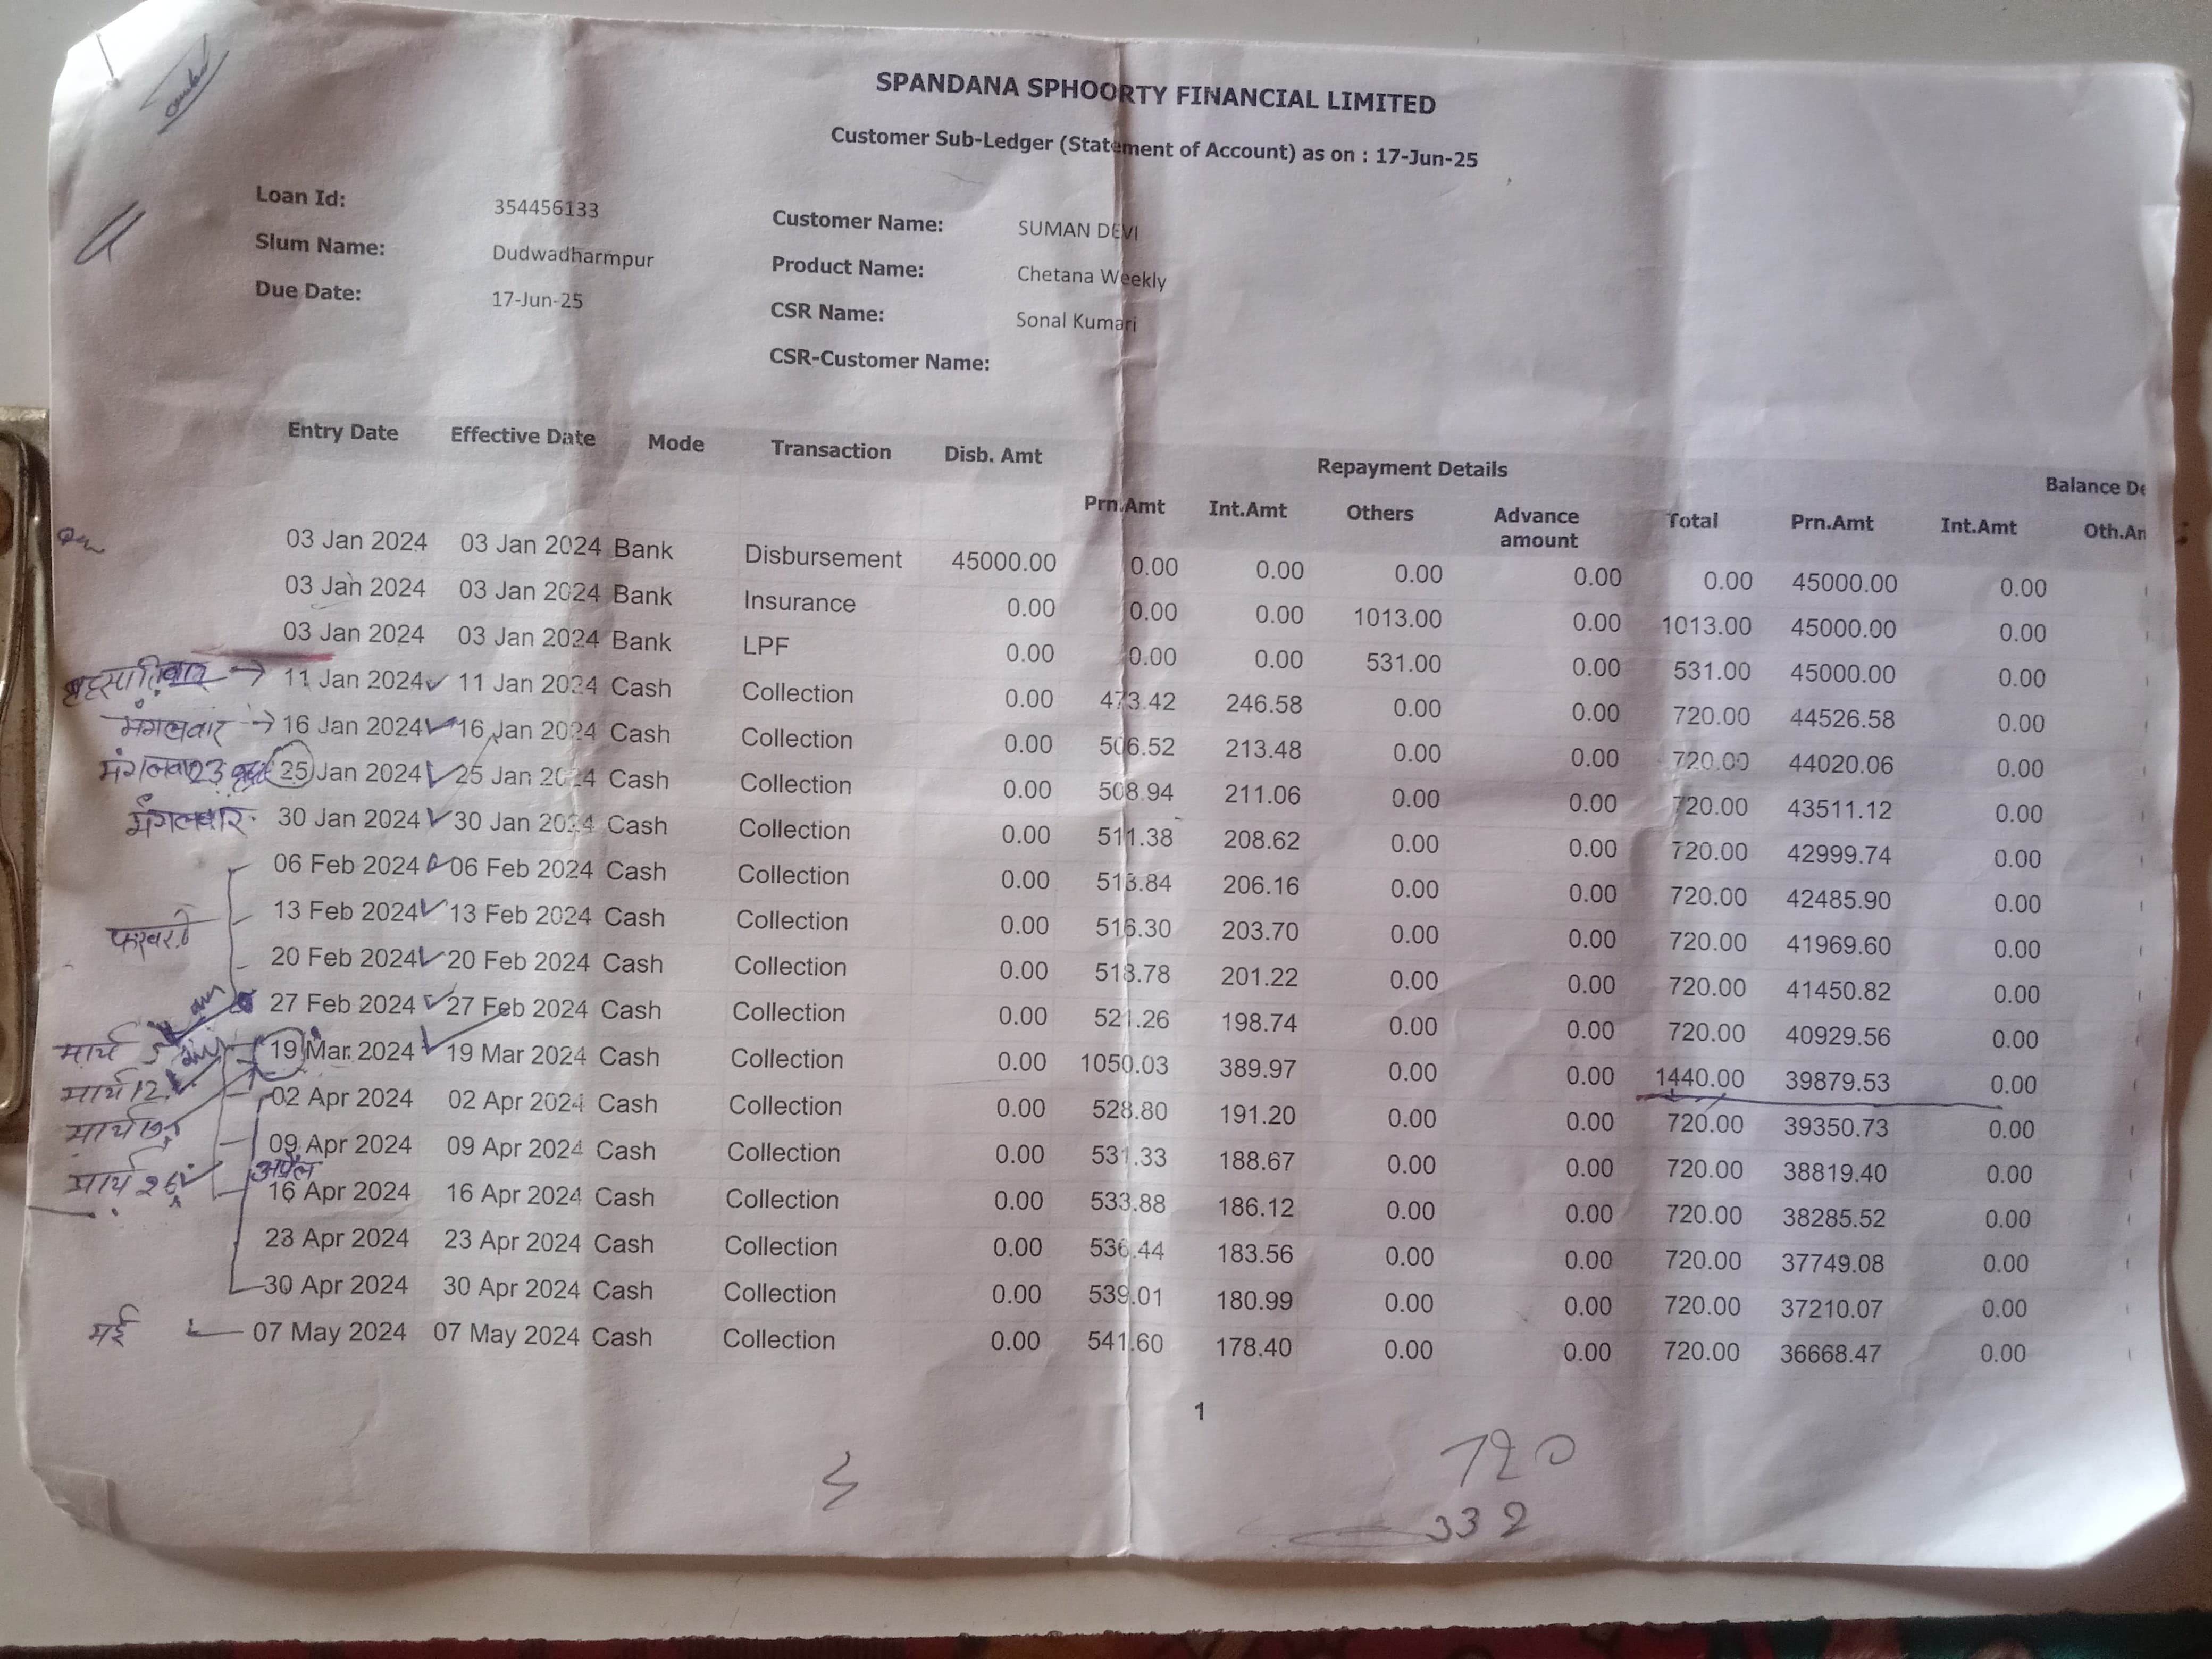 SPANDANA SPHOORTY FINANCIAL LIMITED
Customer Sub-Ledger (Statement of Account) as on : 17-Jun-25
Loan Id: 354456133 Customer Name: SUMAN DEVI
Slum Name: Dudwadharmpur Product Name: Chetana Weekly
Due Date: 17-Jun-25 CSR Name: Sonal Kumari
CSR-Customer Name:
Entry Date Effective Date Mode Transaction Disb. Amt Repayment Details Balance De
Prn.Amt Int.Amt Others Advance amount Total Prn.Amt Int.Amt Oth.Am
03 Jan 2024 03 Jan 2024 Bank Disbursement 45000.00 0.00 0.00 0.00 0.00 0.00 45000.00 0.00
03 Jan 2024 03 Jan 2024 Bank Insurance 0.00 0.00 0.00 1013.00 0.00 1013.00 45000.00 0.00
03 Jan 2024 03 Jan 2024 Bank LPF 0.00 0.00 0.00 531.00 0.00 531.00 45000.00 0.00
11 Jan 2024 11 Jan 2024 Cash Collection 0.00 473.42 246.58 0.00 0.00 720.00 44526.58 0.00
मंगलवार → 16 Jan 2024 16 Jan 2024 Cash Collection 0.00 506.52 213.48 0.00 0.00 720.00 44020.06 0.00
25 Jan 2024 25 Jan 2024 Cash Collection 0.00 508.94 211.06 0.00 0.00 720.00 43511.12 0.00
मंगलवार 30 Jan 2024 30 Jan 2024 Cash Collection 0.00 511.38 208.62 0.00 0.00 720.00 42999.74 0.00
06 Feb 2024 06 Feb 2024 Cash Collection 0.00 513.84 206.16 0.00 0.00 720.00 42485.90 0.00
फरवरी 13 Feb 2024 13 Feb 2024 Cash Collection 0.00 516.30 203.70 0.00 0.00 720.00 41969.60 0.00
20 Feb 2024 20 Feb 2024 Cash Collection 0.00 518.78 201.22 0.00 0.00 720.00 41450.82 0.00
27 Feb 2024 27 Feb 2024 Cash Collection 0.00 521.26 198.74 0.00 0.00 720.00 40929.56 0.00
मार्च 5 19 Mar 2024 19 Mar 2024 Cash Collection 0.00 1050.03 389.97 0.00 0.00 1440.00 39879.53 0.00
मार्च 12 02 Apr 2024 02 Apr 2024 Cash Collection 0.00 528.80 191.20 0.00 0.00 720.00 39350.73 0.00
मार्च 09 Apr 2024 09 Apr 2024 Cash Collection 0.00 531.33 188.67 0.00 0.00 720.00 38819.40 0.00
मार्च 26 अप्रैल 16 Apr 2024 16 Apr 2024 Cash Collection 0.00 533.88 186.12 0.00 0.00 720.00 38285.52 0.00
23 Apr 2024 23 Apr 2024 Cash Collection 0.00 536.44 183.56 0.00 0.00 720.00 37749.08 0.00
30 Apr 2024 30 Apr 2024 Cash Collection 0.00 539.01 180.99 0.00 0.00 720.00 37210.07 0.00
मई 07 May 2024 07 May 2024 Cash Collection 0.00 541.60 178.40 0.00 0.00 720.00 36668.47 0.00
1
720
332